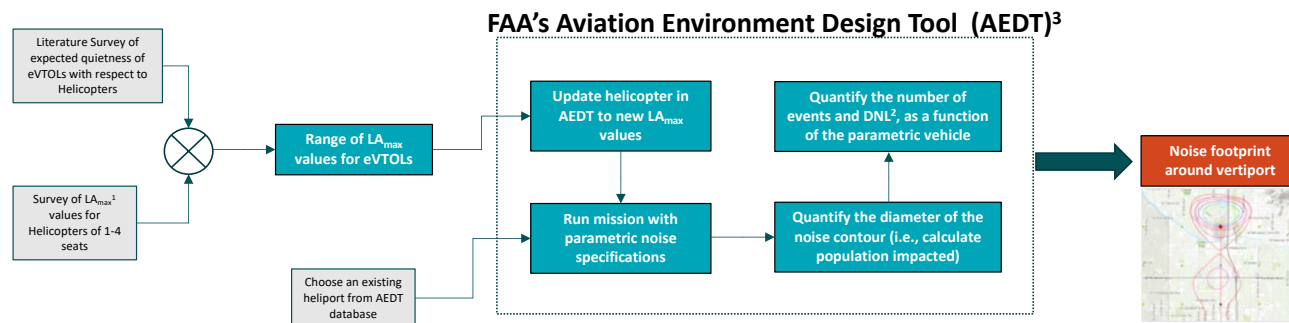 FAA's Aviation Environment Design Tool (AEDT)³
Literature Survey of
expected quietness of
eVTOLs with respect to
Helicopters
Survey of LAmax¹
values for
Helicopters of 1-4
seats
Range of LAmax
values for eVTOLs
Choose an existing
heliport from AEDT
database
Update helicopter in
AEDT to new LAmax
values
Run mission with
parametric noise
specifications
Quantify the number of
events and DNL², as a function
of the parametric vehicle
Quantify the diameter of the
noise contour (i.e., calculate
population impacted)
Noise footprint
around vertiport